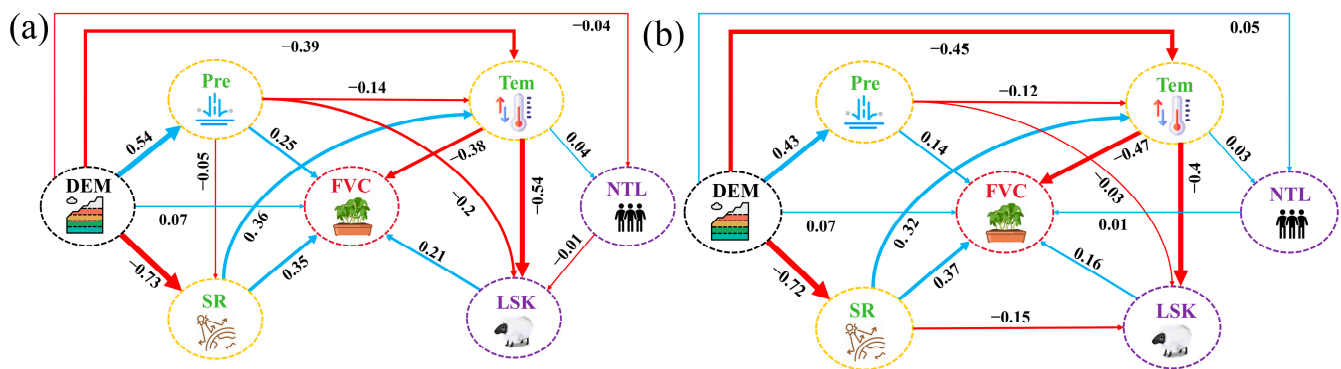 (a)
−0.04
−0.39
Pre
Tem
−0.14
0.54
0.25
−0.38
0.04
−0.05
−0.54
DEM
FVC
NTL
0.07
0.36
−0.2
−0.01
−0.73
0.35
0.21
SR
LSK
(b)
0.05
−0.45
Pre
Tem
−0.12
0.43
0.14
−0.47
0.03
−0.03
−0.4
DEM
FVC
NTL
0.07
0.32
0.01
−0.72
0.37
0.16
SR
−0.15
LSK